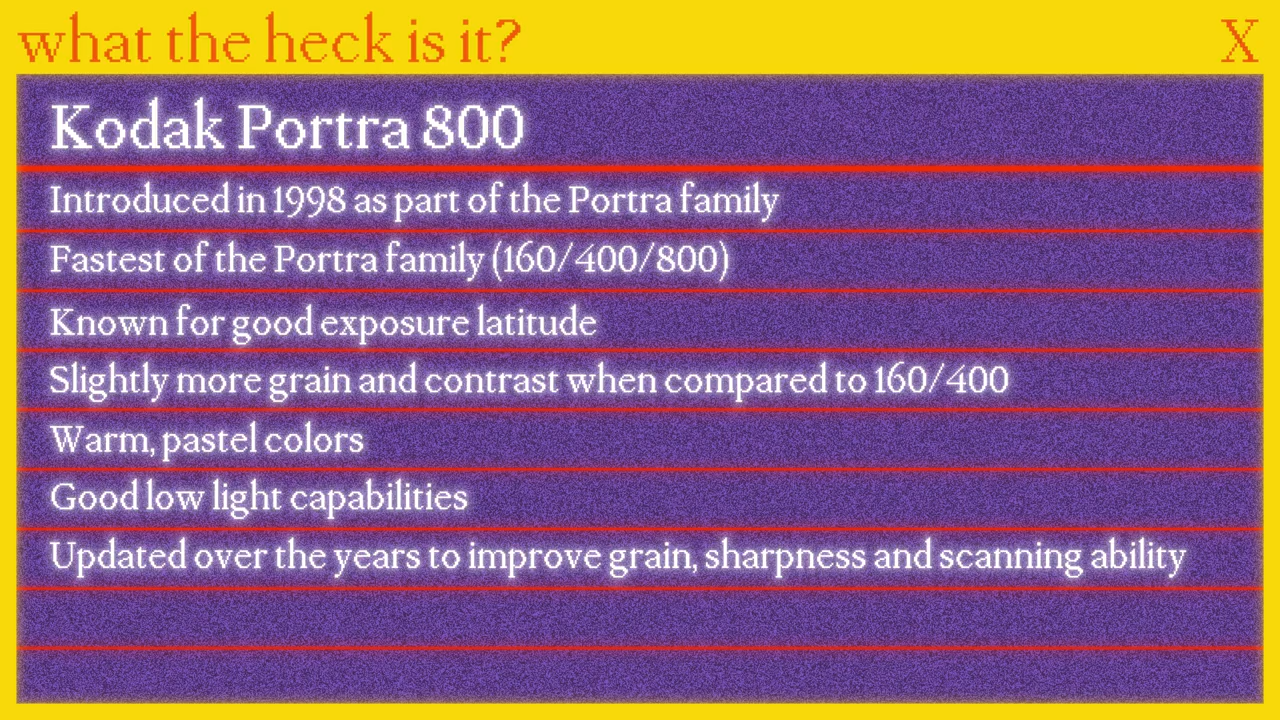 what the heck is it?
X
Kodak Portra 800
Introduced in 1998 as part of the Portra family
Fastest of the Portra family (160/400/800)
Known for good exposure latitude
Slightly more grain and contrast when compared to 160/400
Warm, pastel colors
Good low light capabilities
Updated over the years to improve grain, sharpness and scanning ability